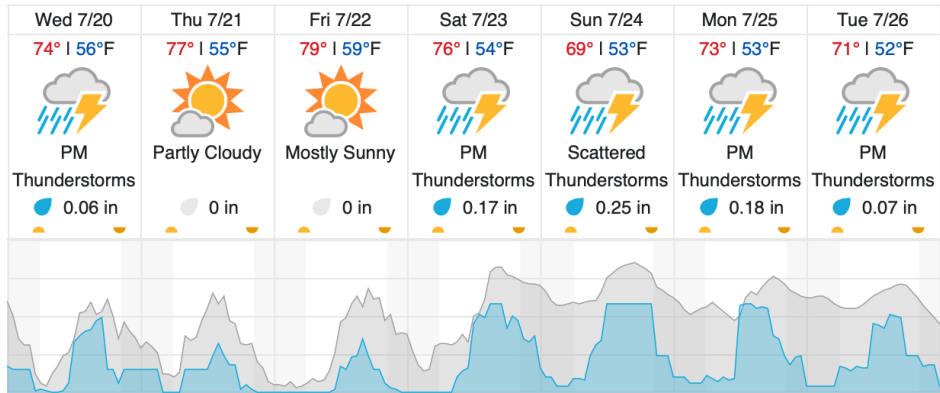 Wed 7/20 Thu 7/21 Fri 7/22 Sat 7/23 Sun 7/24 Mon 7/25 Tue 7/26
74° | 56°F 77° | 55°F 79° | 59°F 76° | 54°F 69° | 53°F 73° | 53°F 71° | 52°F
PM Partly Cloudy Mostly Sunny PM Scattered PM PM
Thunderstorms Thunderstorms Thunderstorms Thunderstorms Thunderstorms
0.06 in 0 in 0 in 0.17 in 0.25 in 0.18 in 0.07 in